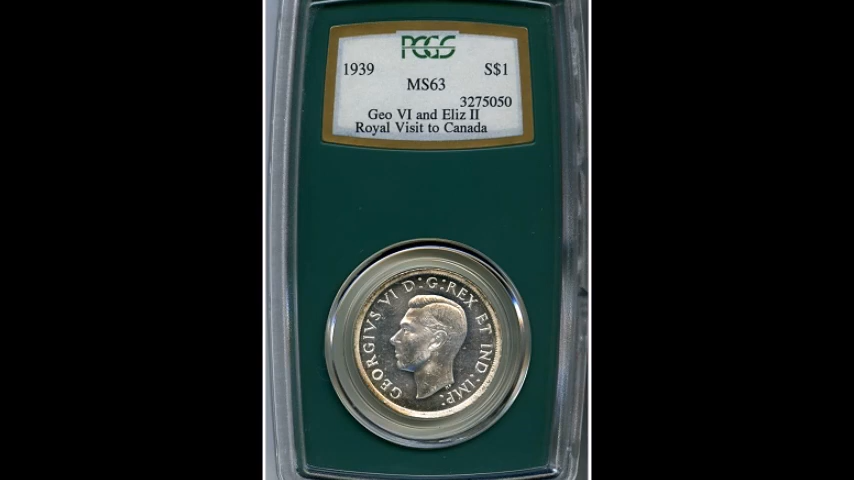 PCGS
1939 S$1
MS63
3275050
Geo VI and Eliz II
Royal Visit to Canada
GEORGIVS VI D:G:REX ET IND:IMP: